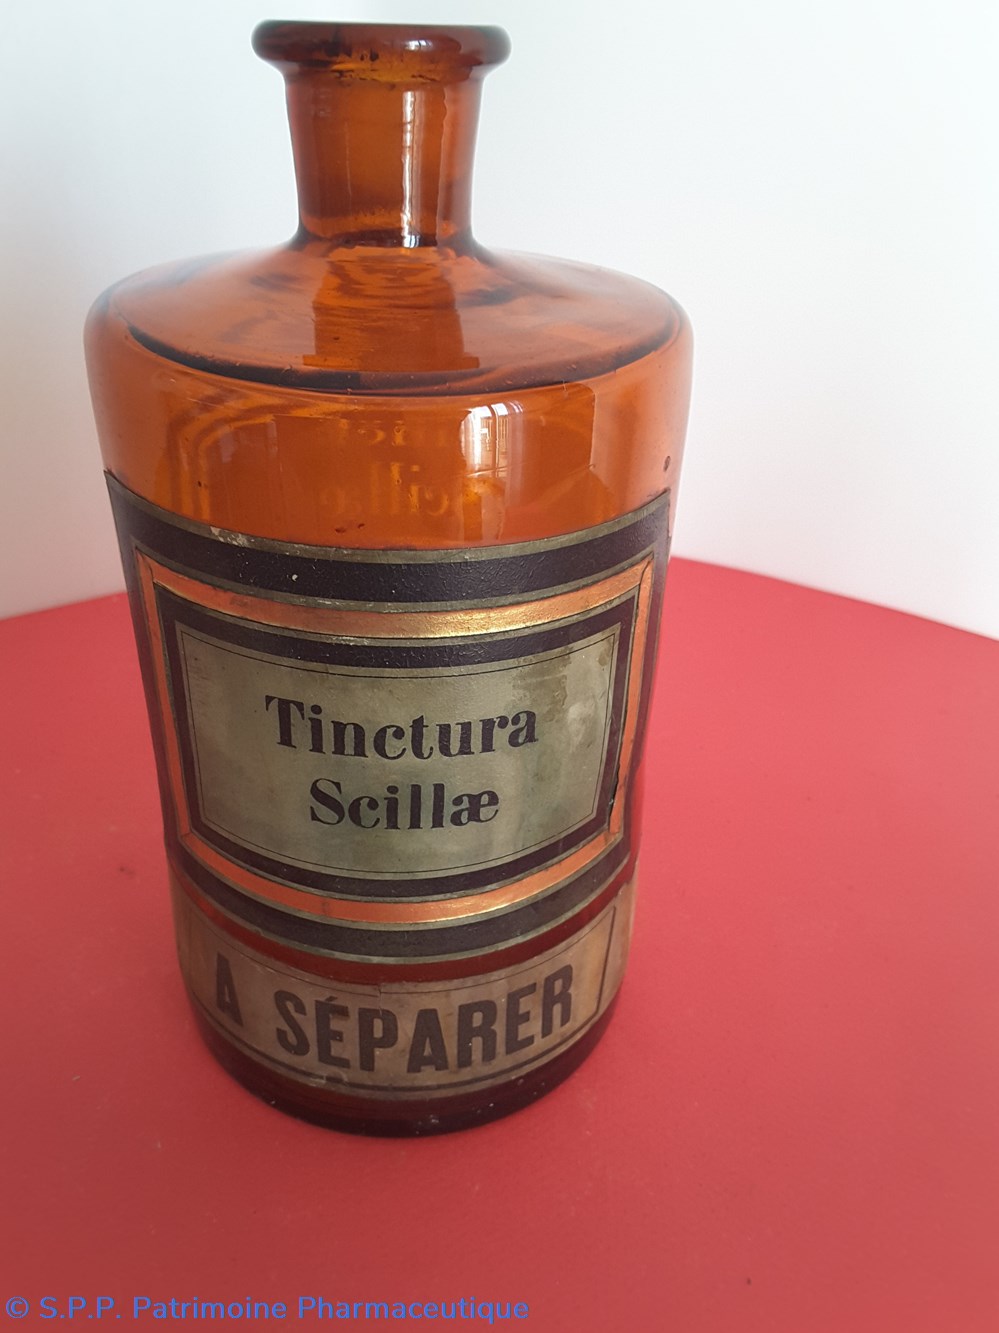 Tinctura
Scillæ
A SÉPARER
© S.P.P. Patrimoine Pharmaceutique